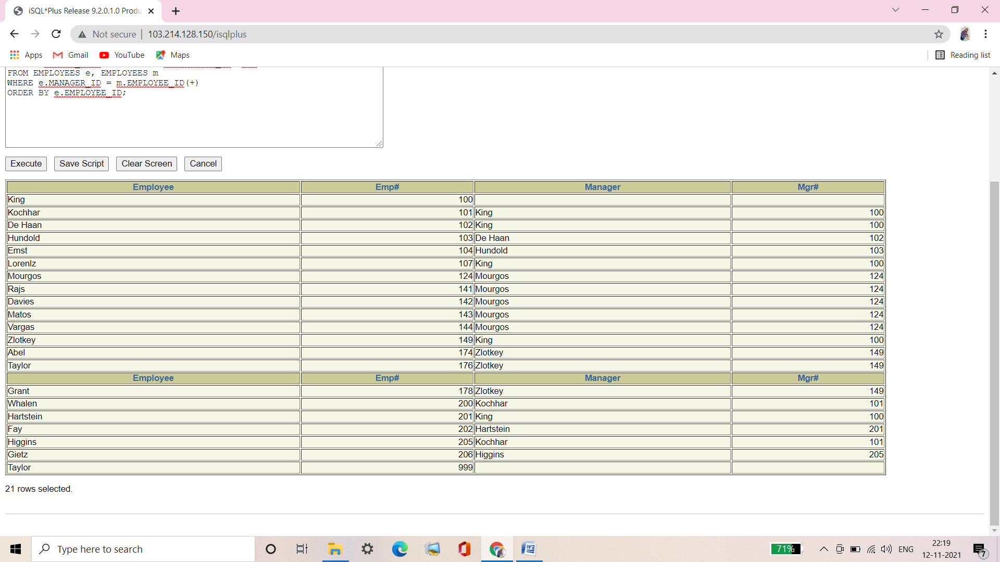 iSQL*Plus Release 9.2.0.1.0 Produ
Not secure | 103.214.128.150/isqlplus
Apps Gmail YouTube Maps Reading list
FROM EMPLOYEES e, EMPLOYEES m
WHERE e.MANAGER_ID = m.EMPLOYEE_ID(+)
ORDER BY e.EMPLOYEE_ID;
Execute Save Script Clear Screen Cancel
Employee Emp# Manager Mgr#
King 100
Kochhar 101 King 100
De Haan 102 King 100
Hundold 103 De Haan 102
Emst 104 Hundold 103
Lorenlz 107 King 100
Mourgos 124 Mourgos 124
Rajs 141 Mourgos 124
Davies 142 Mourgos 124
Matos 143 Mourgos 124
Vargas 144 Mourgos 124
Zlotkey 149 King 100
Abel 174 Zlotkey 149
Taylor 176 Zlotkey 149
Employee Emp# Manager Mgr#
Grant 178 Zlotkey 149
Whalen 200 Kochhar 101
Hartstein 201 King 100
Fay 202 Hartstein 201
Higgins 205 Kochhar 101
Gietz 206 Higgins 205
Taylor 999
21 rows selected.
Type here to search
71%
ENG
22:19
12-11-2021
7